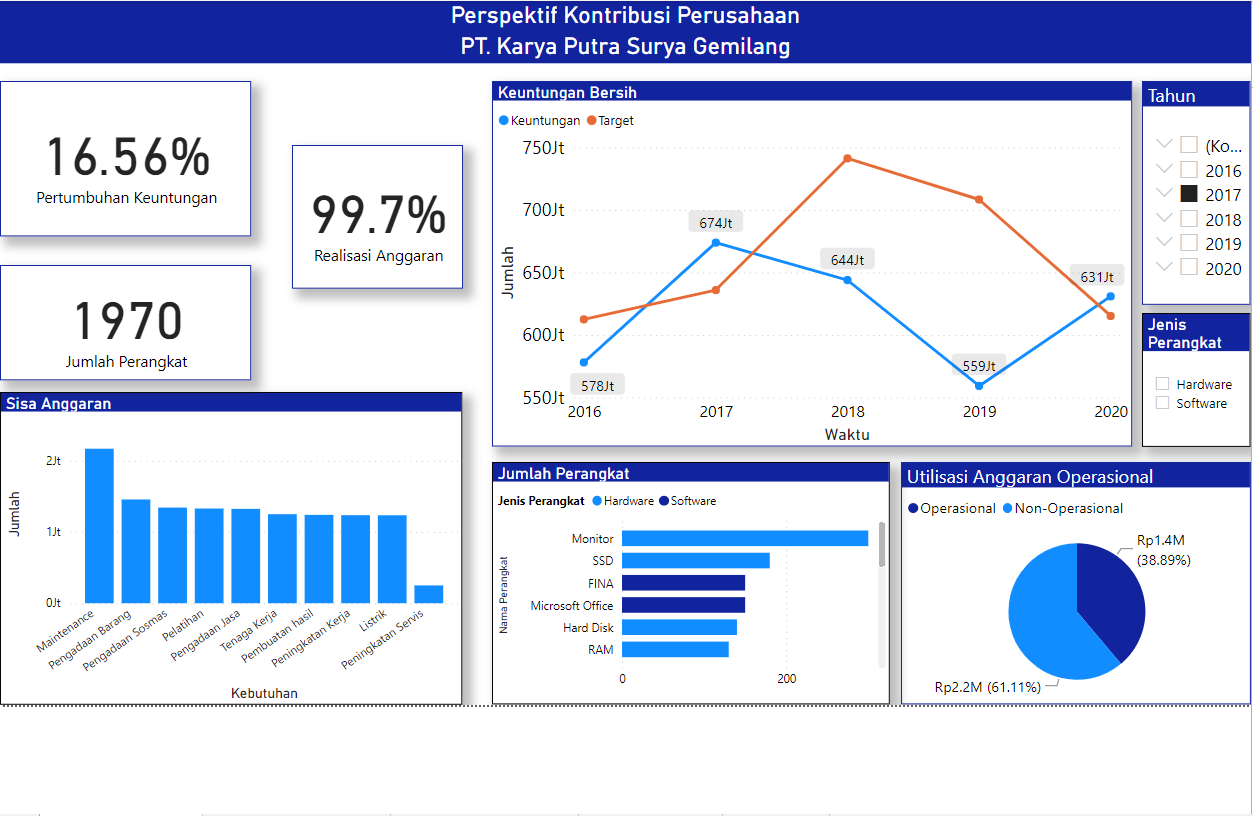 Perspektif Kontribusi Perusahaan
PT. Karya Putra Surya Gemilang
16.56%
Pertumbuhan Keuntungan
99.7%
Realisasi Anggaran
1970
Jumlah Perangkat
Keuntungan Bersih
Keuntungan Target
Jumlah
750Jt
700Jt
650Jt
600Jt
550Jt
578Jt
674Jt
644Jt
559Jt
631Jt
2016 2017 2018 2019 2020
Waktu
Tahun
(Ko...
2016
2017
2018
2019
2020
Jenis
Perangkat
Hardware
Software
Sisa Anggaran
Jumlah
2Jt
1Jt
0Jt
Maintenance
Pengadaan Barang
Pengadaan Sosmas
Pelatihan
Pengadaan Jasa
Tenaga Kerja
Pembuatan hasil
Peningkatan Kerja
Listrik
Peningkatan Servis
Kebutuhan
Jumlah Perangkat
Jenis Perangkat Hardware Software
Nama Perangkat
Monitor
SSD
FINA
Microsoft Office
Hard Disk
RAM
0 200
Utilisasi Anggaran Operasional
Operasional Non-Operasional
Rp1.4M
(38.89%)
Rp2.2M (61.11%)